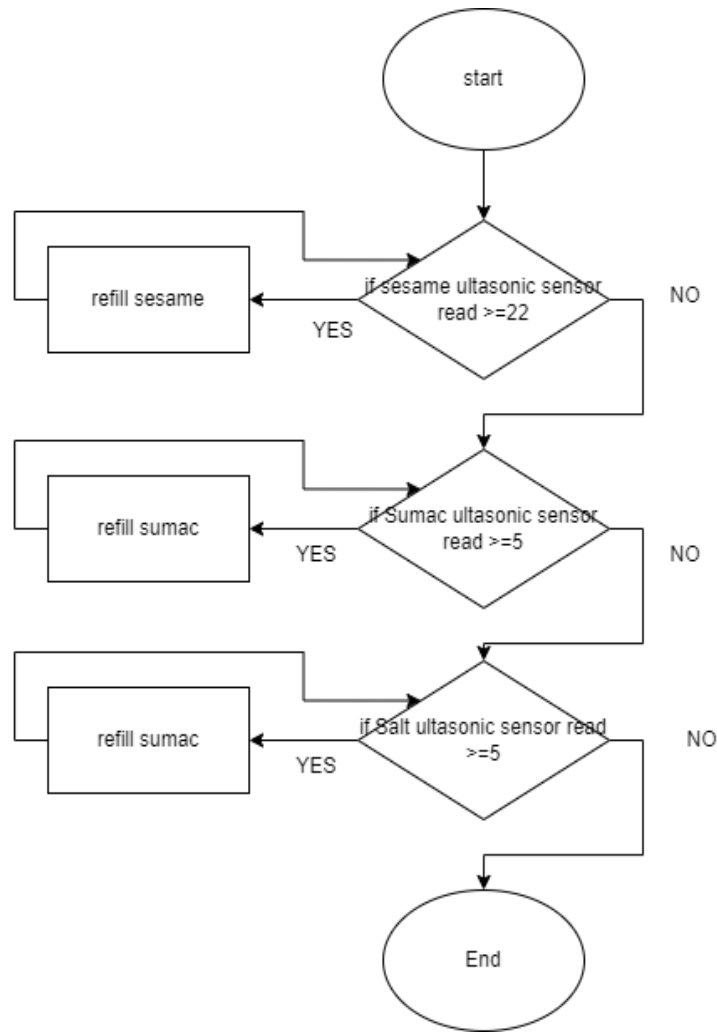 start
if sesame ultasonic sensor
read >=22
NO
refill sesame
YES
if Sumac ultasonic sensor
read >=5
NO
refill sumac
YES
if Salt ultasonic sensor read
>=5
NO
refill sumac
YES
End